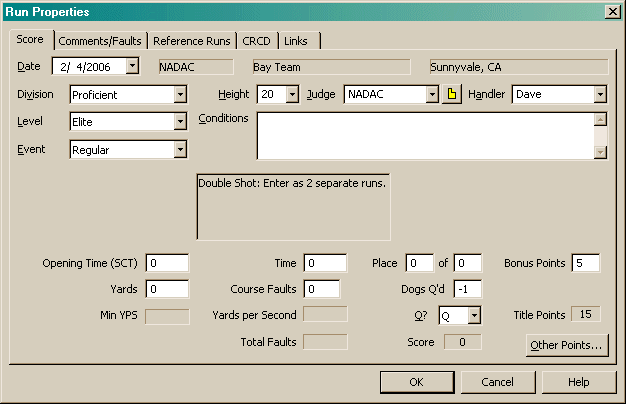 Run Properties
Score Comments/Faults Reference Runs CRCD Links
Date 2/ 4/2006 NADAC Bay Team Sunnyvale, CA
Division Proficient Height 20 Judge NADAC Handler Dave
Level Elite Conditions
Event Regular
Double Shot: Enter as 2 separate runs.
Opening Time (SCT) 0 Time 0 Place 0 of 0 Bonus Points 5
Yards 0 Course Faults 0 Dogs Q'd -1
Min YPS Yards per Second Q? Q Title Points 15
Total Faults Score 0 Other Points...
OK Cancel Help